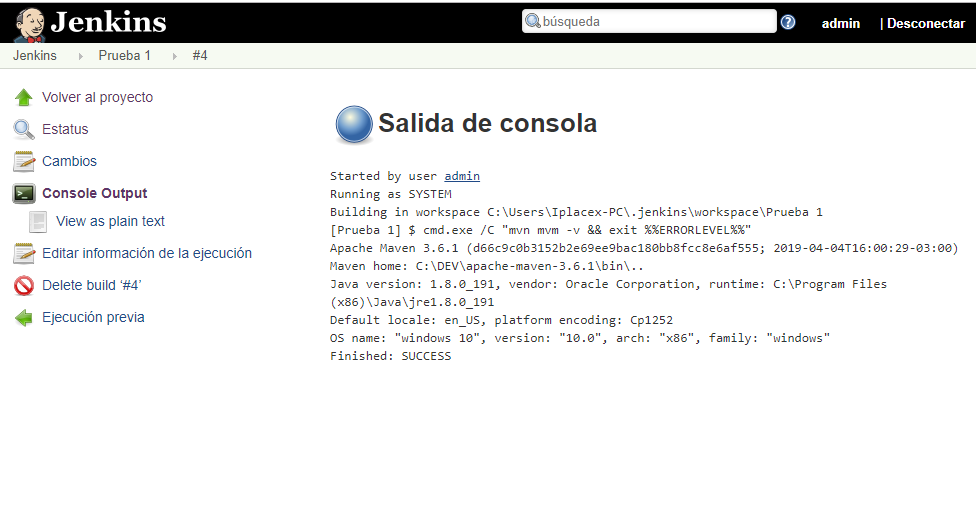 Jenkins
búsqueda
admin
| Desconectar
Jenkins
Prueba 1
#4
Volver al proyecto
Estatus
Cambios
Console Output
View as plain text
Editar información de la ejecución
Delete build ‘#4’
Ejecución previa
Salida de consola
Started by user admin
Running as SYSTEM
Building in workspace C:\Users\Iplacex-PC\.jenkins\workspace\Prueba 1
[Prueba 1] $ cmd.exe /C "mvn mvm -v && exit %%ERRORLEVEL%%"
Apache Maven 3.6.1 (d66c9c0b3152b2e69ee9bac180bb8fcc8e6af555; 2019-04-04T16:00:29-03:00)
Maven home: C:\DEV\apache-maven-3.6.1\bin\..
Java version: 1.8.0_191, vendor: Oracle Corporation, runtime: C:\Program Files
(x86)\Java\jre1.8.0_191
Default locale: en_US, platform encoding: Cp1252
OS name: "windows 10", version: "10.0", arch: "x86", family: "windows"
Finished: SUCCESS